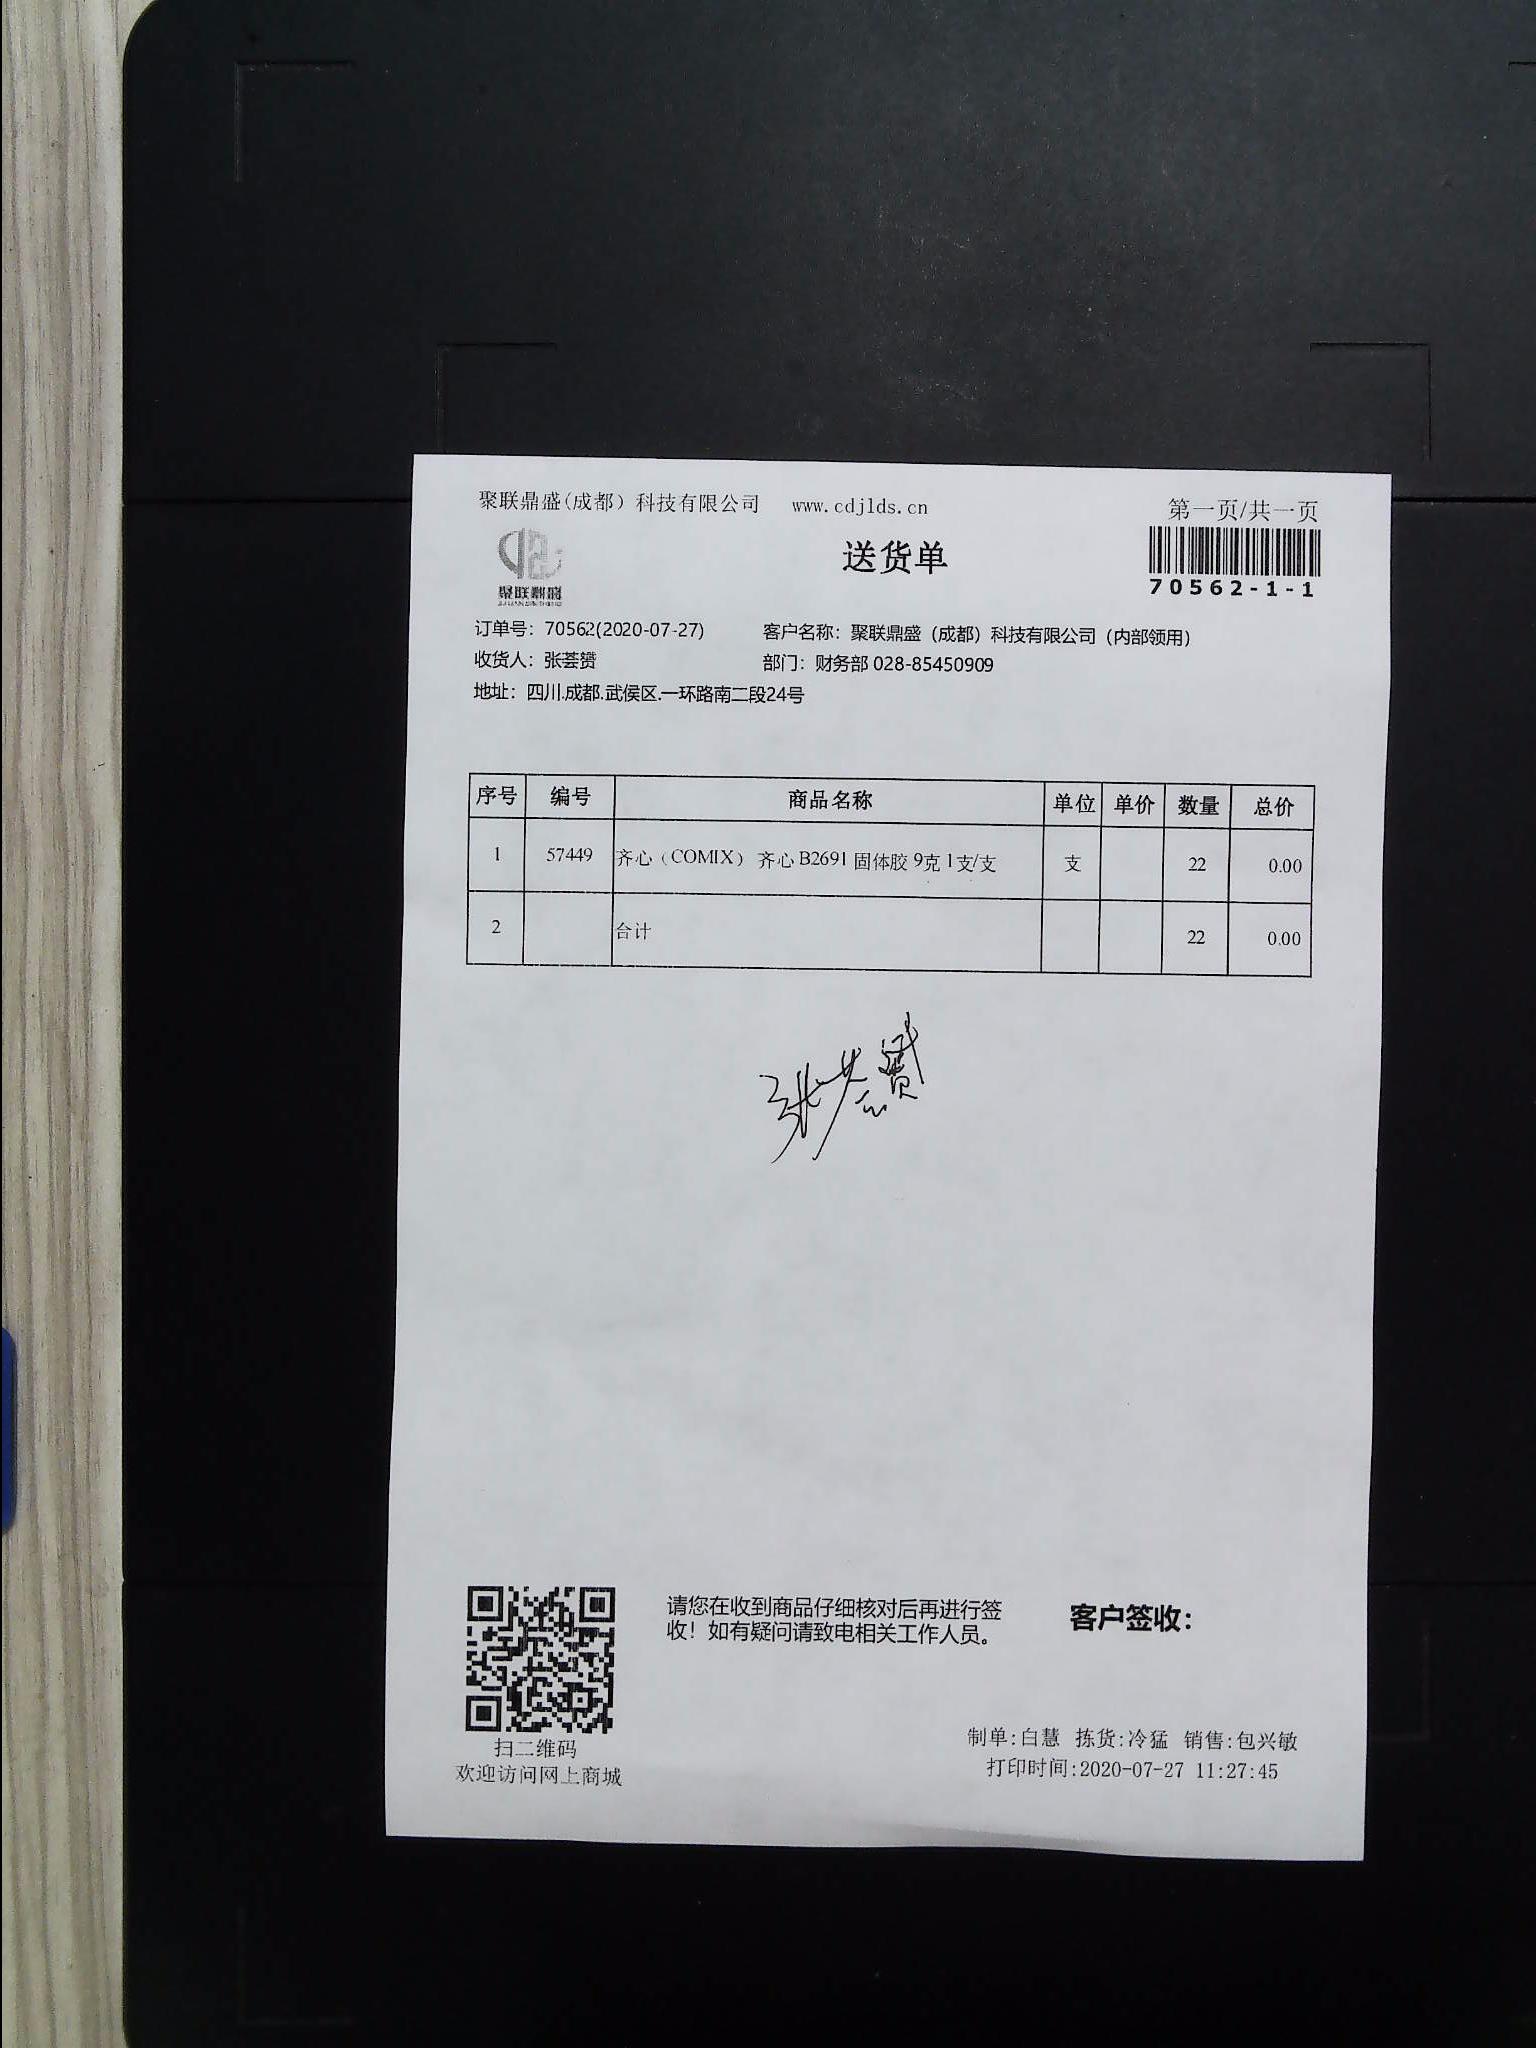 聚联鼎盛(成都）科技有限公司 www.cdjlds.cn
第一页/共一页
聚联鼎盛
送货单
70562-1-1
订单号：70562(2020-07-27) 客户名称：聚联鼎盛（成都）科技有限公司（内部领用）
收货人：张荟赟 部门：财务部 028-85450909
地址：四川.成都.武侯区.一环路南二段24号
序号 编号 商品名称 单位 单价 数量 总价
1 57449 齐心（COMIX） 齐心 B2691 固体胶 9克 1支/支 支 22 0.00
2 合计 22 0.00
张荟赟
请您在收到商品仔细核对后再进行签
收！如有疑问请致电相关工作人员。
客户签收：
扫二维码
欢迎访问网上商城
制单:白慧 拣货:冷猛 销售:包兴敏
打印时间:2020-07-27 11:27:45